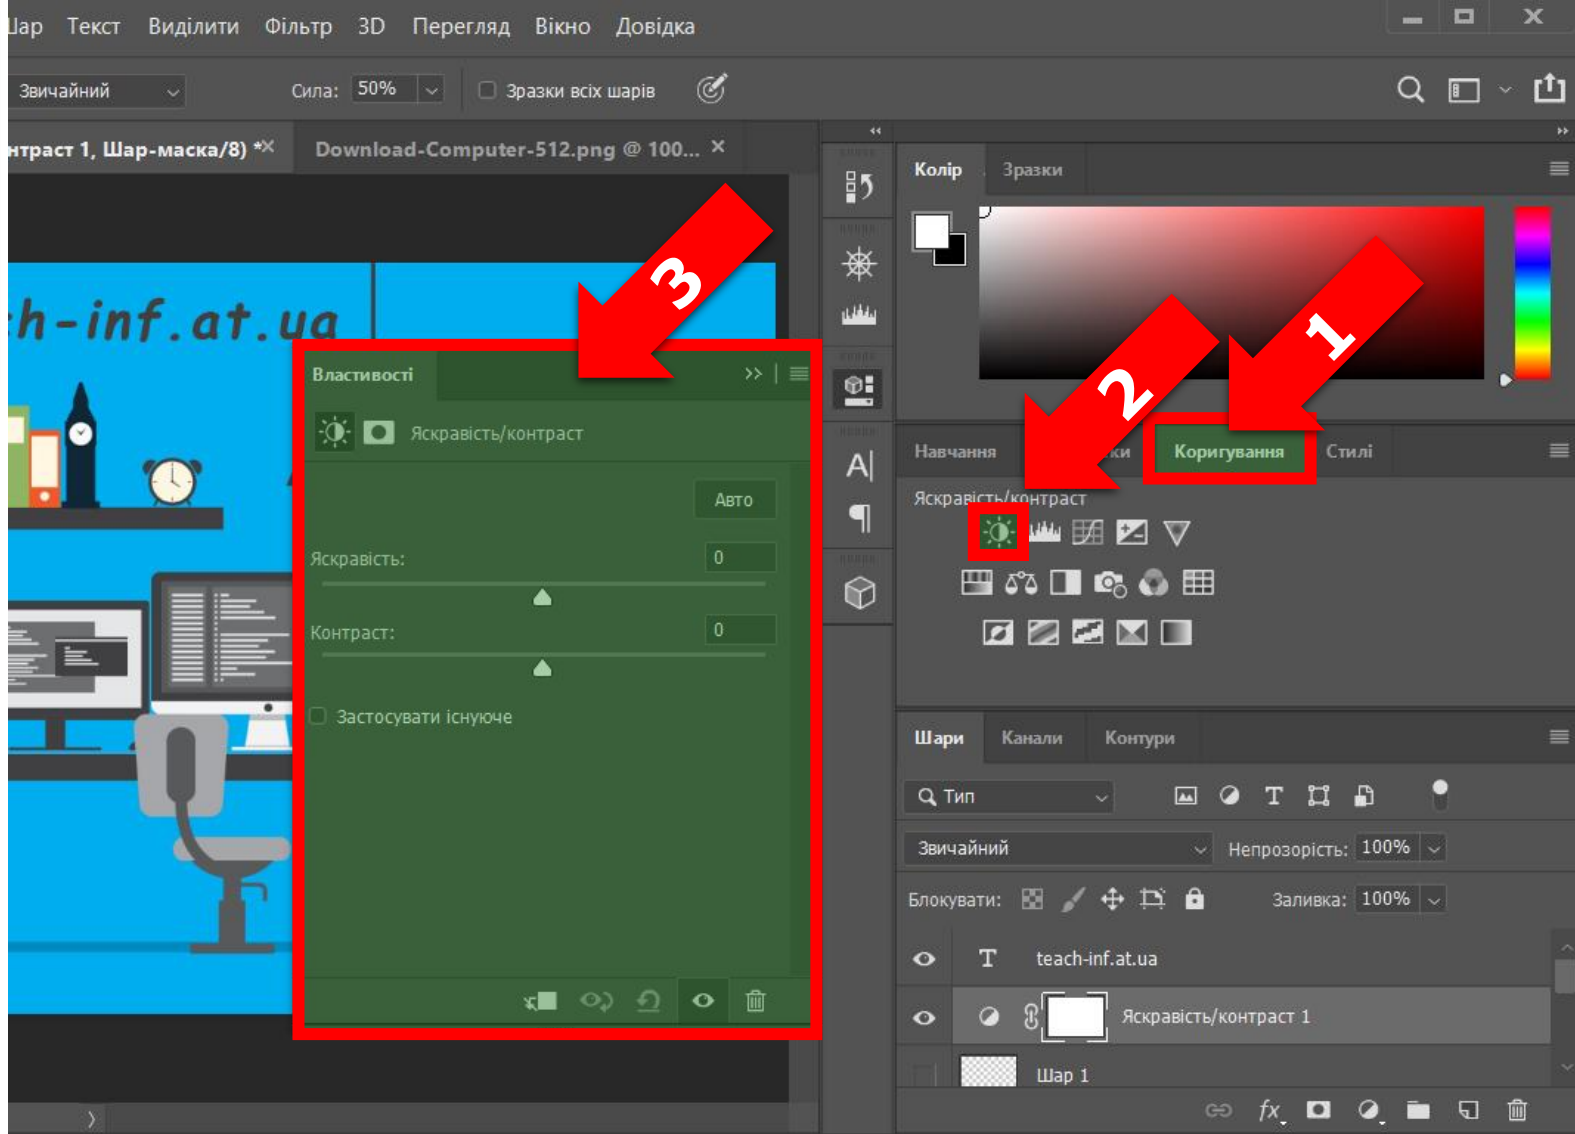 Текст Виділити Фільтр 3D Перегляд Вікно Довідка
Звичайний Сила: 50% Зразки всіх шарів
нтраст 1, Шар-маска/8) * × Download-Computer-512.png @ 100... ×
Колір Зразки
h-inf.at.ua
3
1
2
Властивості
Яскравість/контраст
Авто
Яскравість: 0
Контраст: 0
Застосувати існуюче
Навчання ки Коригування Стилі
Яскравість/контраст
Шари Канали Контури
Тип
Звичайний Непрозорість: 100%
Блокувати: Заливка: 100%
T teach-inf.at.ua
Яскравість/контраст 1
Шар 1
fx